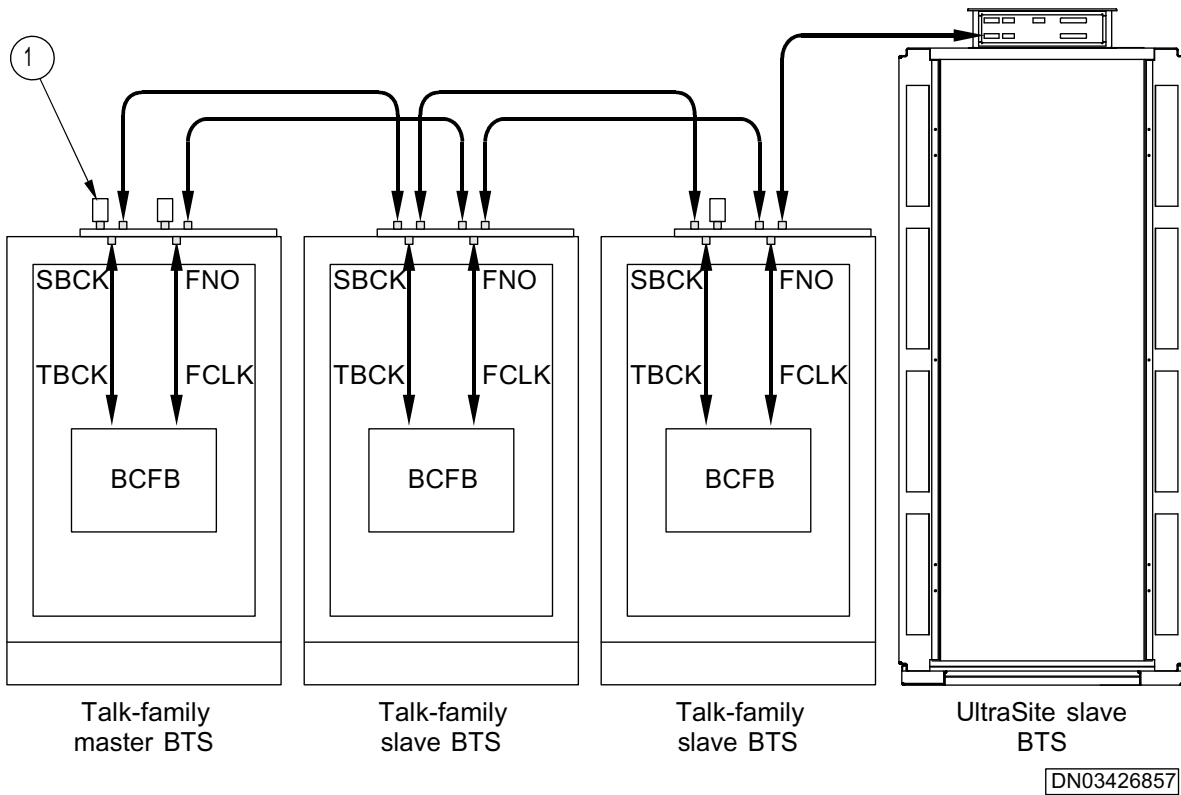 1
SBCK FNO SBCK FNO SBCK FNO
TBCK FCLK TBCK FCLK TBCK FCLK
BCFB BCFB BCFB
Talk-family Talk-family Talk-family UltraSite slave
master BTS slave BTS slave BTS BTS
DN03426857